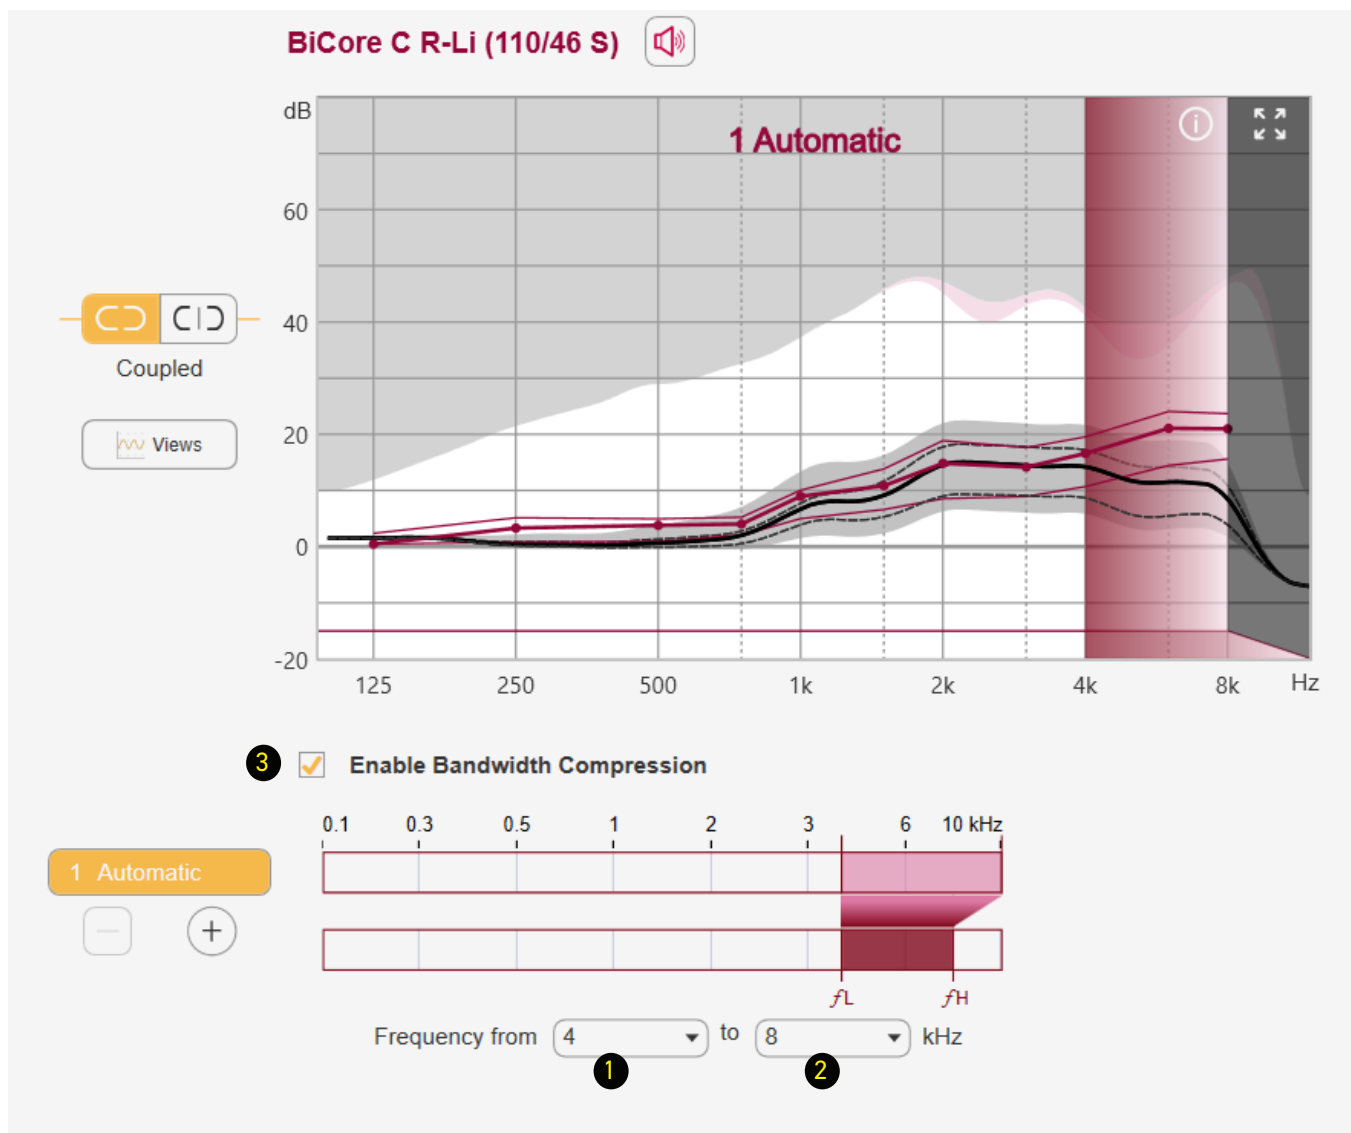 BiCore C R-Li (110/46 S)
dB
1 Automatic
i
60
40
20
0
-20
125 250 500 1k 2k 4k 8k Hz
Coupled
Views
3 Enable Bandwidth Compression
0.1 0.3 0.5 1 2 3 6 10 kHz
1 Automatic
fL fH
Frequency from 4 to 8 kHz
1 2